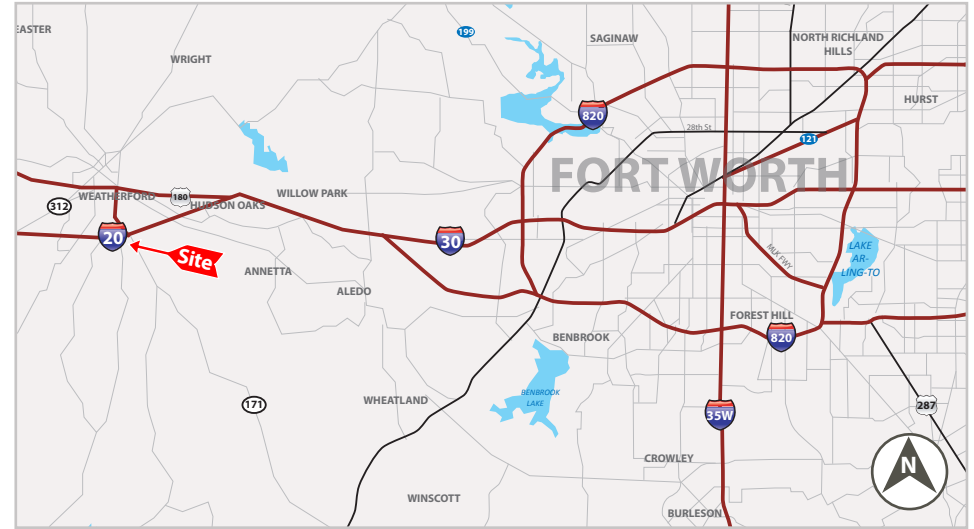 EASTER
WRIGHT
199
SAGINAW
NORTH RICHLAND
HILLS
HURST
820
28th St
121
FORT WORTH
WEATHERFORD
180
WILLOW PARK
HUDSON OAKS
312
20
30
Site
ANNETTA
MLK FWY
LAKE
AR-
LING-TO
ALEDO
FOREST HILL
820
BENBROOK
BENBROOK
LAKE
WHEATLAND
171
35W
287
CROWLEY
N
WINSCOTT
BURLESON